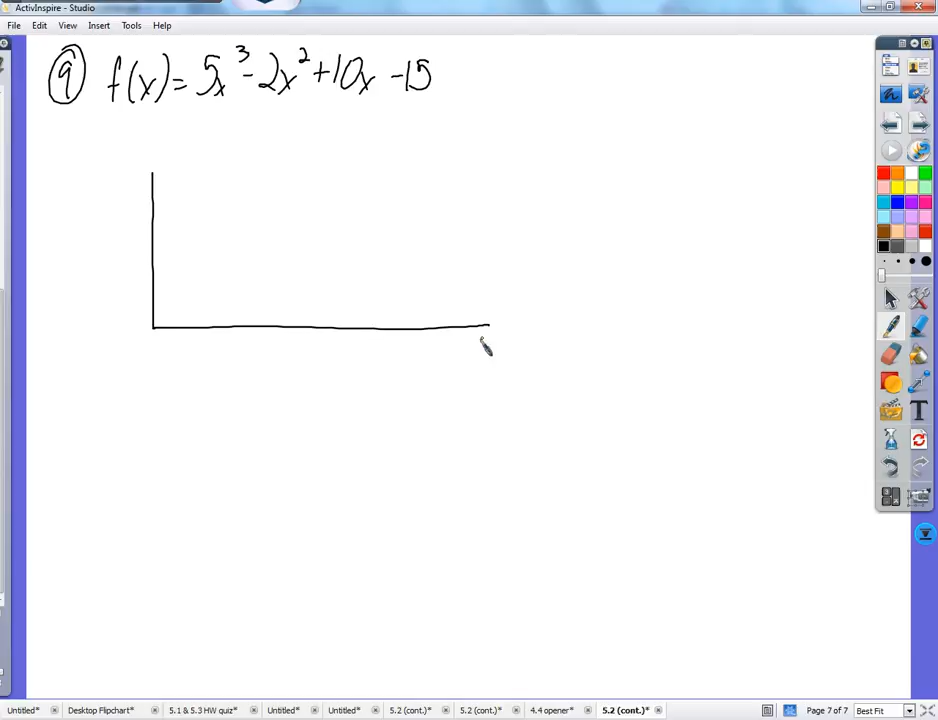 ActivInspire - Studio
File Edit View Insert Tools Help
9 f(x)= 5x³-2x²+10x -15
Untitled* Desktop Flipchart* 5.1 & 5.3 HW quiz* Untitled* Untitled* 5.2 (cont.)* 5.2 (cont.)* 4.4 opener* 5.2 (cont.)* Page 7 of 7 Best Fit